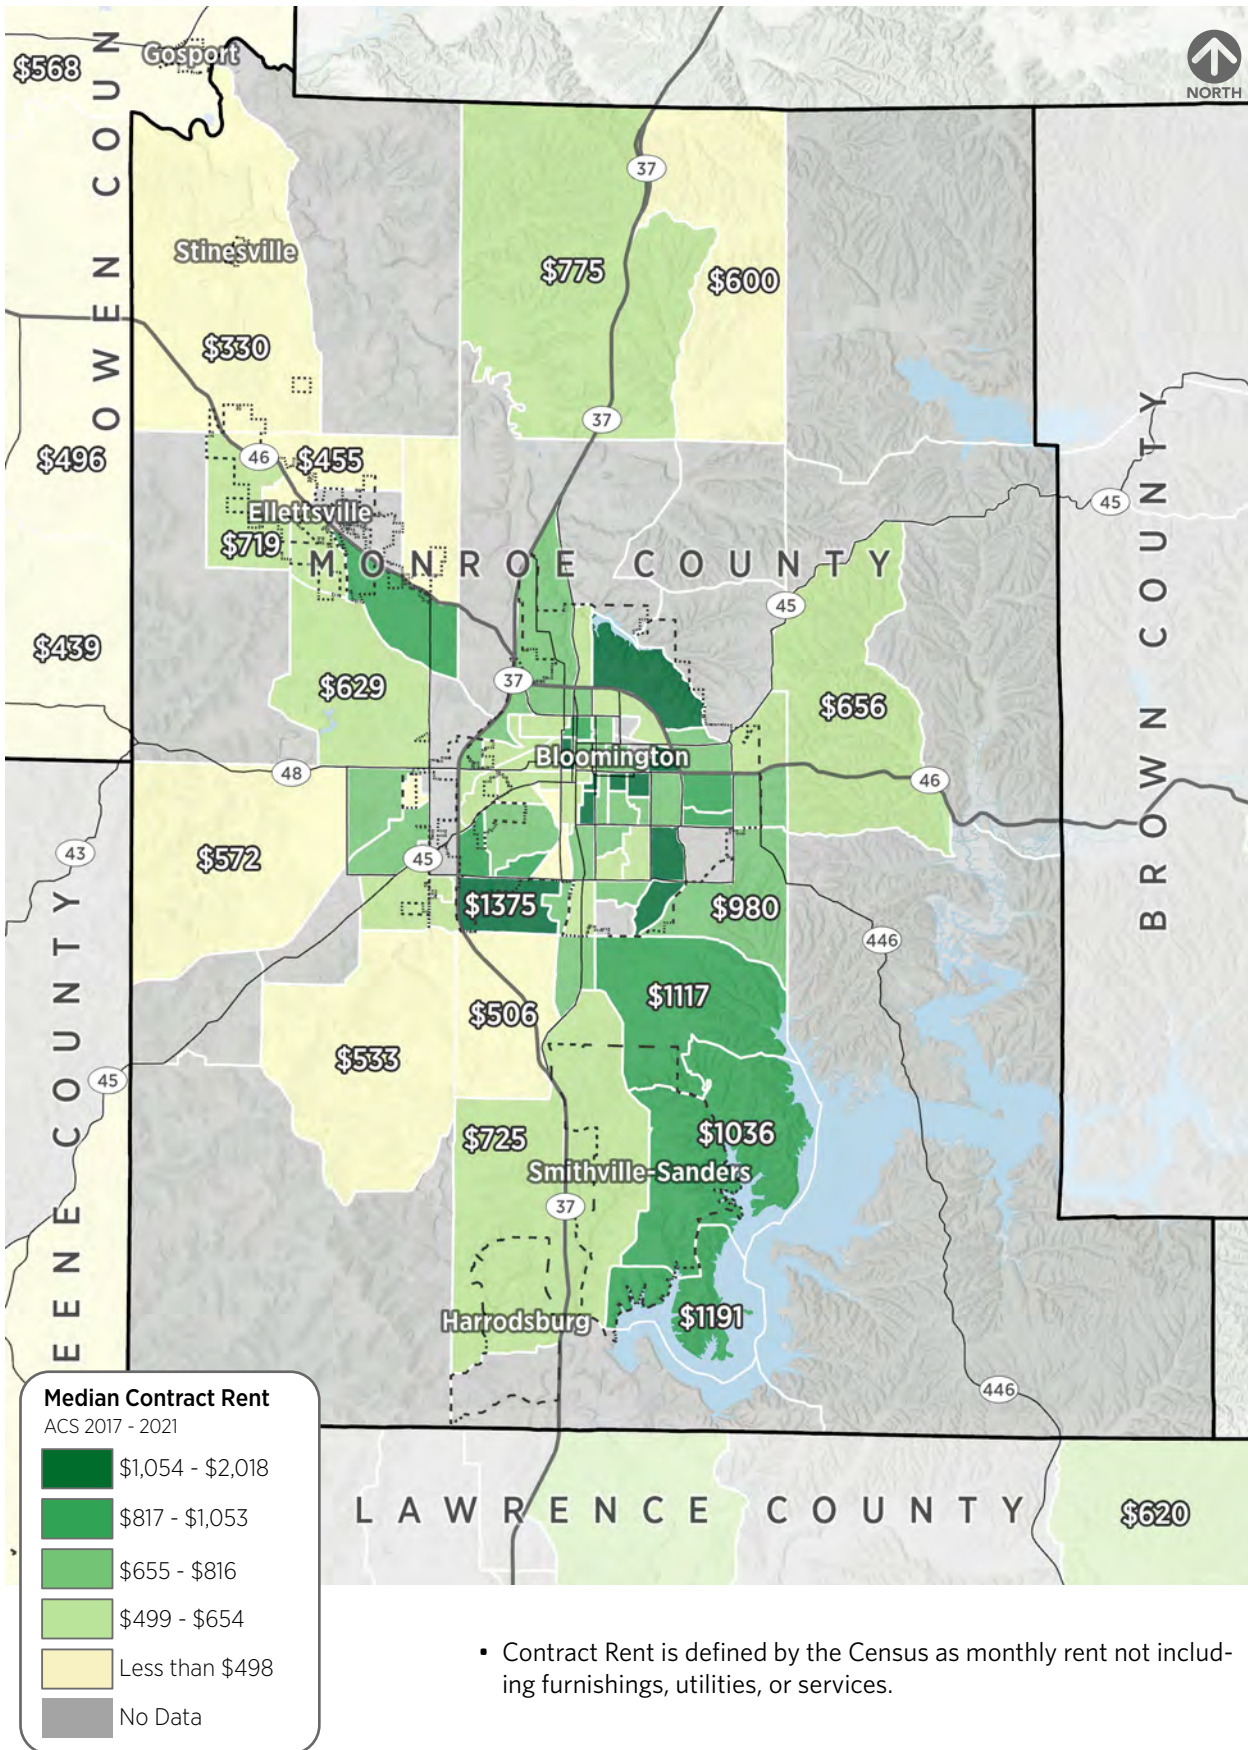 Gosport
$568
NORTH
OWEN COUN
37
Stinesville
$775
$600
$330
37
46
$455
$496
45
Ellettsville
$719
MONROE COUNTY
45
$439
37
$629
$656
Bloomington
48
46
BROWN COUNTY
43
$572
45
$1375
$980
446
$1117
$506
$533
45
$725
$1036
Smithville-Sanders
37
EENE COUNTY
Harrodsburg
$1191
446
LAWRENCE COUNTY
$620
Median Contract Rent
ACS 2017 - 2021
$1,054 - $2,018
$817 - $1,053
$655 - $816
$499 - $654
Less than $498
No Data
• Contract Rent is defined by the Census as monthly rent not includ-
ing furnishings, utilities, or services.